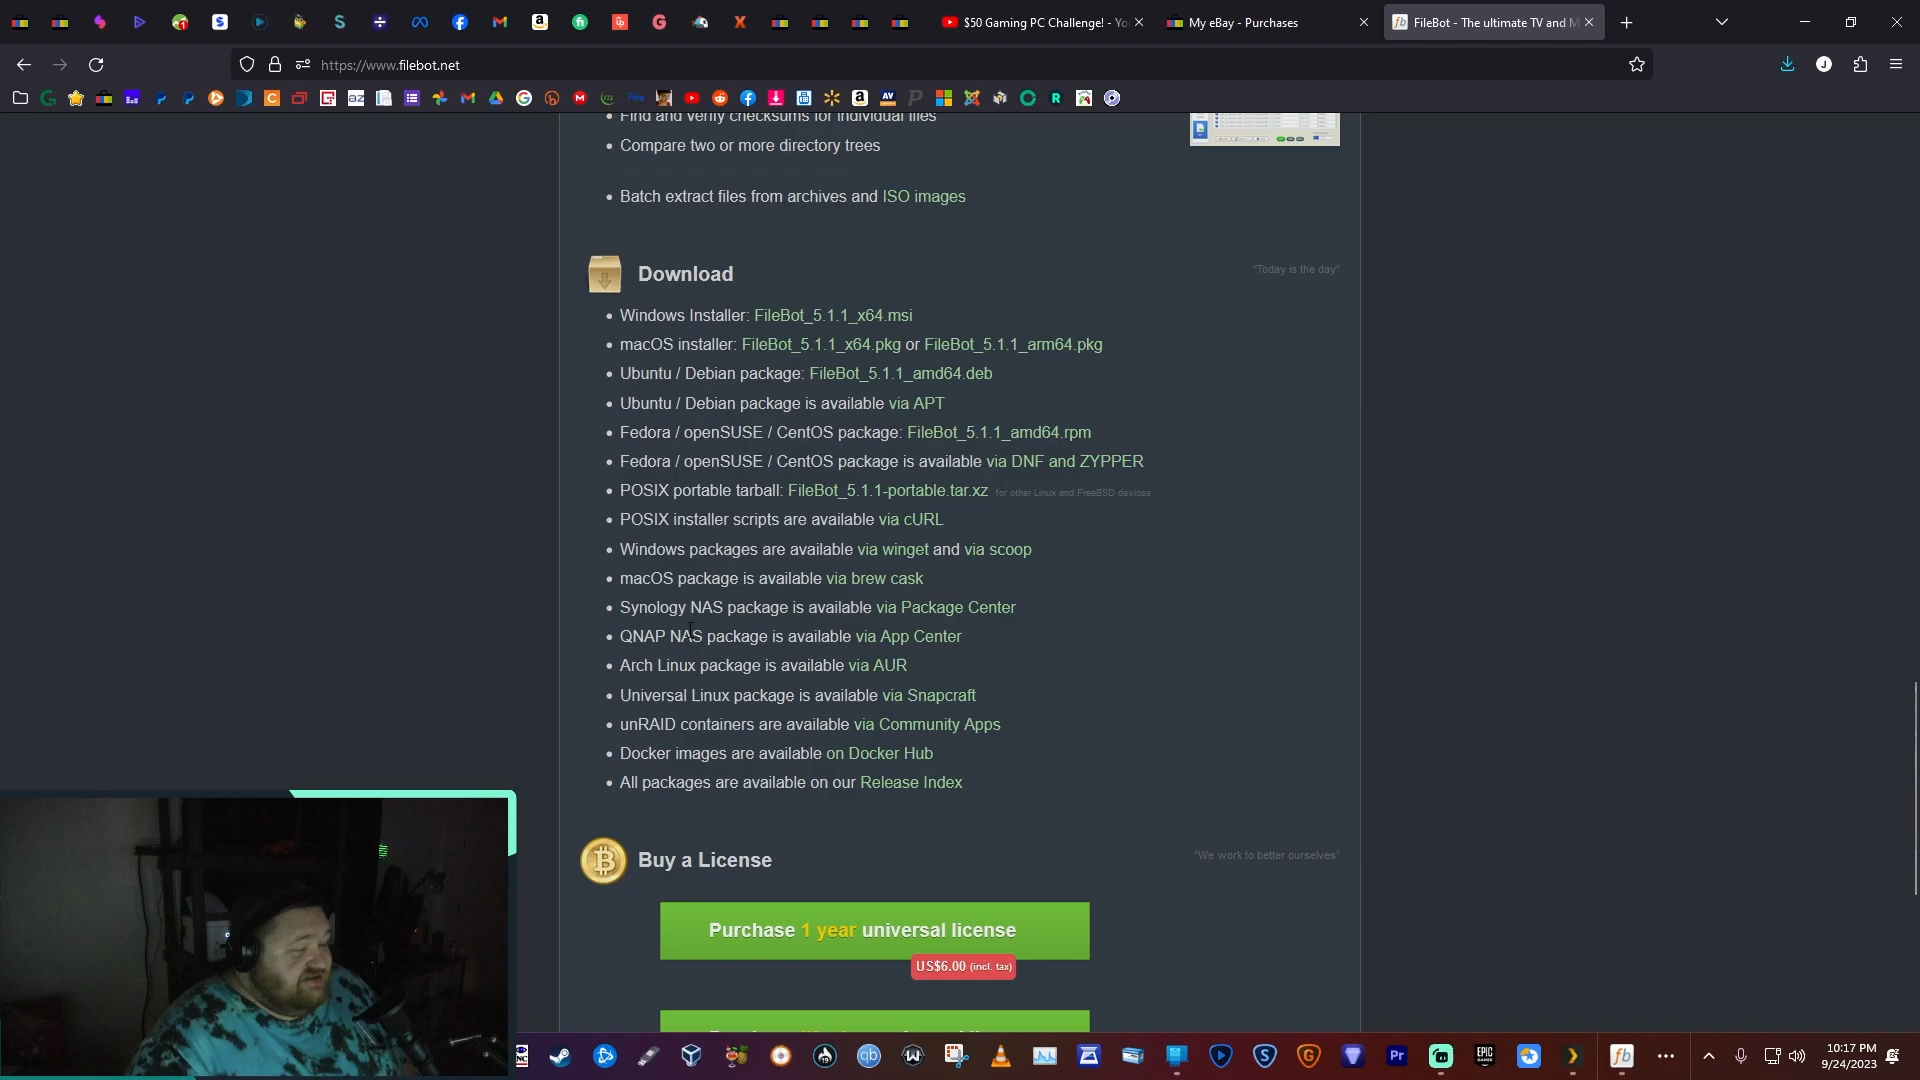 $50 Gaming PC Challenge! - Yo
My eBay - Purchases
FileBot - The ultimate TV and M
https://www.filebot.net
Find and verify checksums for individual files
Compare two or more directory trees
Batch extract files from archives and ISO images
Download
"Today is the day"
Windows Installer: FileBot_5.1.1_x64.msi
macOS installer: FileBot_5.1.1_x64.pkg or FileBot_5.1.1_arm64.pkg
Ubuntu / Debian package: FileBot_5.1.1_amd64.deb
Ubuntu / Debian package is available via APT
Fedora / openSUSE / CentOS package: FileBot_5.1.1_amd64.rpm
Fedora / openSUSE / CentOS package is available via DNF and ZYPPER
POSIX portable tarball: FileBot_5.1.1-portable.tar.xz for other Linux and FreeBSD devices
POSIX installer scripts are available via cURL
Windows packages are available via winget and via scoop
macOS package is available via brew cask
Synology NAS package is available via Package Center
QNAP NAS package is available via App Center
Arch Linux package is available via AUR
Universal Linux package is available via Snapcraft
unRAID containers are available via Community Apps
Docker images are available on Docker Hub
All packages are available on our Release Index
Buy a License
"We work to better ourselves"
Purchase 1 year universal license
US$6.00 (incl. tax)
10:17 PM
9/24/2023